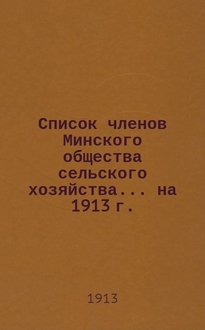 Список членов
Минского
общества
сельского
хозяйства... на
1913 г.
1913